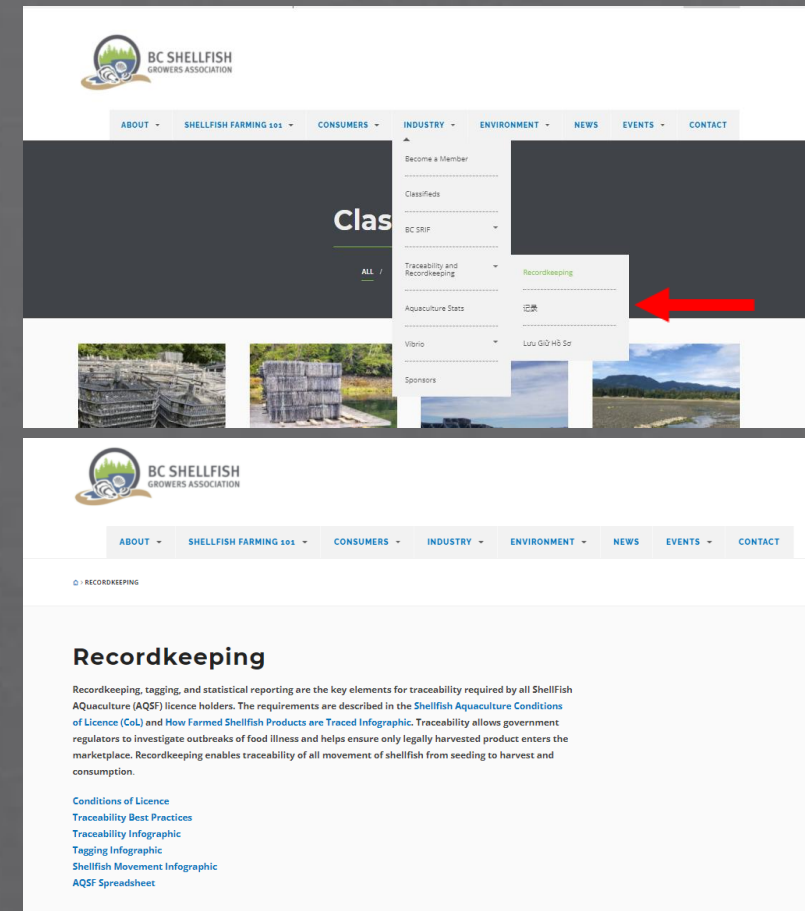 BC SHELLFISH
GROWERS ASSOCIATION
ABOUT SHELLFISH FARMING 101 CONSUMERS INDUSTRY ENVIRONMENT NEWS EVENTS CONTACT
Become a Member
Classifieds
Clas
BC SRIF
ALL /
Traceability and
Recordkeeping
Recordkeeping
Aquaculture Stats
记录
Vibrio
Lưu Giữ Hồ Sơ
Sponsors
BC SHELLFISH
GROWERS ASSOCIATION
ABOUT SHELLFISH FARMING 101 CONSUMERS INDUSTRY ENVIRONMENT NEWS EVENTS CONTACT
› RECORDKEEPING
Recordkeeping
Recordkeeping, tagging, and statistical reporting are the key elements for traceability required by all ShellFish
AQuaculture (AQSF) licence holders. The requirements are described in the Shellfish Aquaculture Conditions
of Licence (CoL) and How Farmed Shellfish Products are Traced Infographic. Traceability allows government
regulators to investigate outbreaks of food illness and helps ensure only legally harvested product enters the
marketplace. Recordkeeping enables traceability of all movement of shellfish from seeding to harvest and
consumption.
Conditions of Licence
Traceability Best Practices
Traceability Infographic
Tagging Infographic
Shellfish Movement Infographic
AQSF Spreadsheet